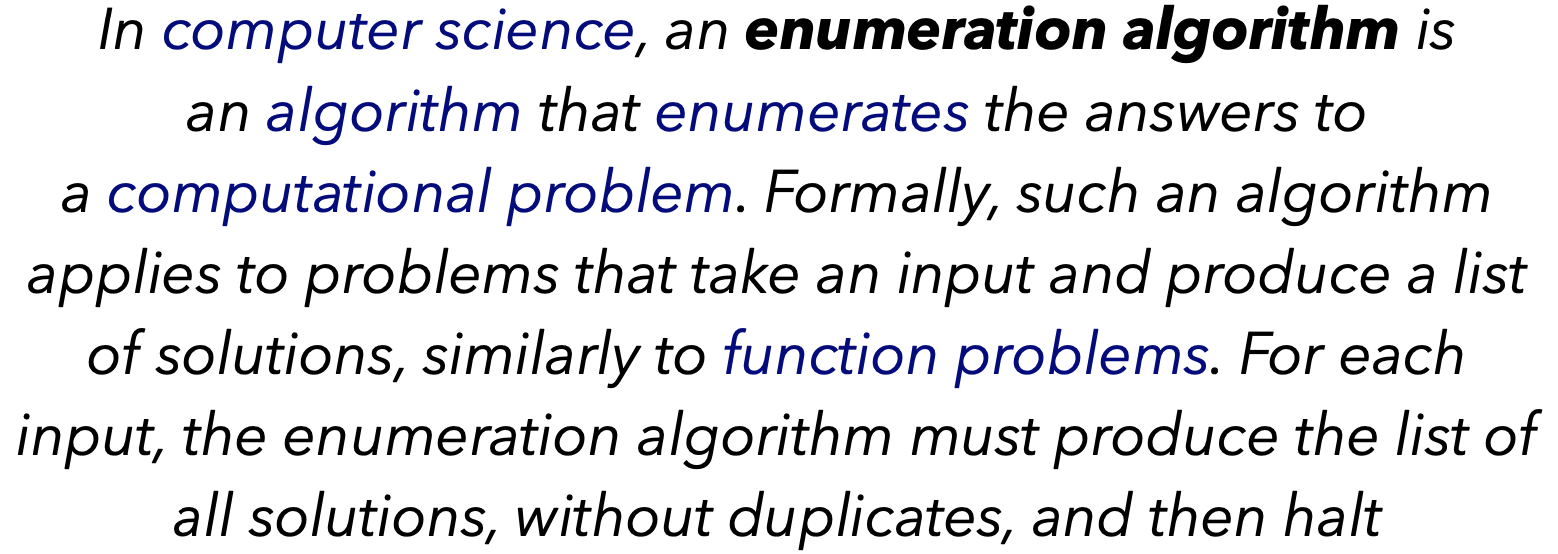 In computer science, an enumeration algorithm is
an algorithm that enumerates the answers to
a computational problem. Formally, such an algorithm
applies to problems that take an input and produce a list
of solutions, similarly to function problems. For each
input, the enumeration algorithm must produce the list of
all solutions, without duplicates, and then halt